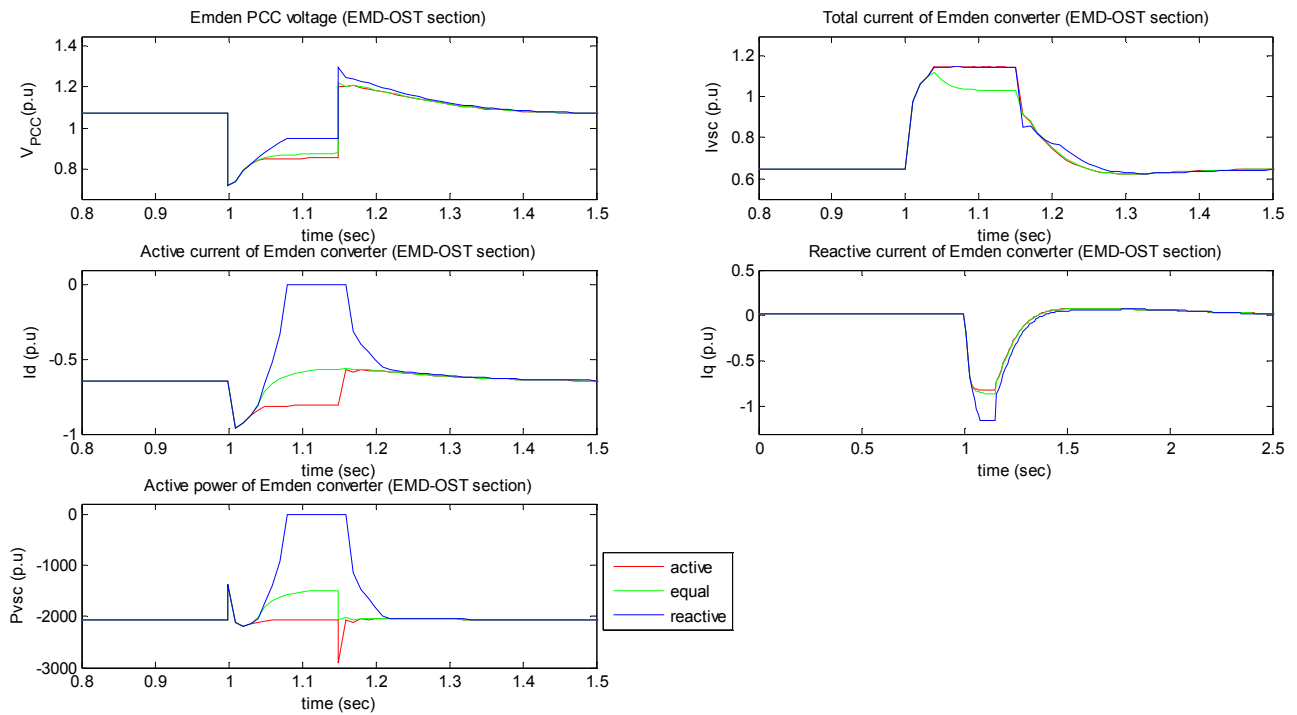 Emden PCC voltage (EMD-OST section)
1.4
1.2
1
0.8
V_PCC(p.u)
0.8 0.9 1 1.1 1.2 1.3 1.4 1.5
time (sec)
Total current of Emden converter (EMD-OST section)
1.2
1
0.8
0.6
Ivsc (p.u)
0.8 0.9 1 1.1 1.2 1.3 1.4 1.5
time (sec)
Active current of Emden converter (EMD-OST section)
0
-0.5
-1
Id (p.u)
0.8 0.9 1 1.1 1.2 1.3 1.4 1.5
time (sec)
Reactive current of Emden converter (EMD-OST section)
0.5
0
-0.5
-1
Iq (p.u)
0 0.5 1 1.5 2 2.5
time (sec)
Active power of Emden converter (EMD-OST section)
0
-1000
-2000
-3000
Pvsc (p.u)
0.8 0.9 1 1.1 1.2 1.3 1.4 1.5
time (sec)
active
equal
reactive